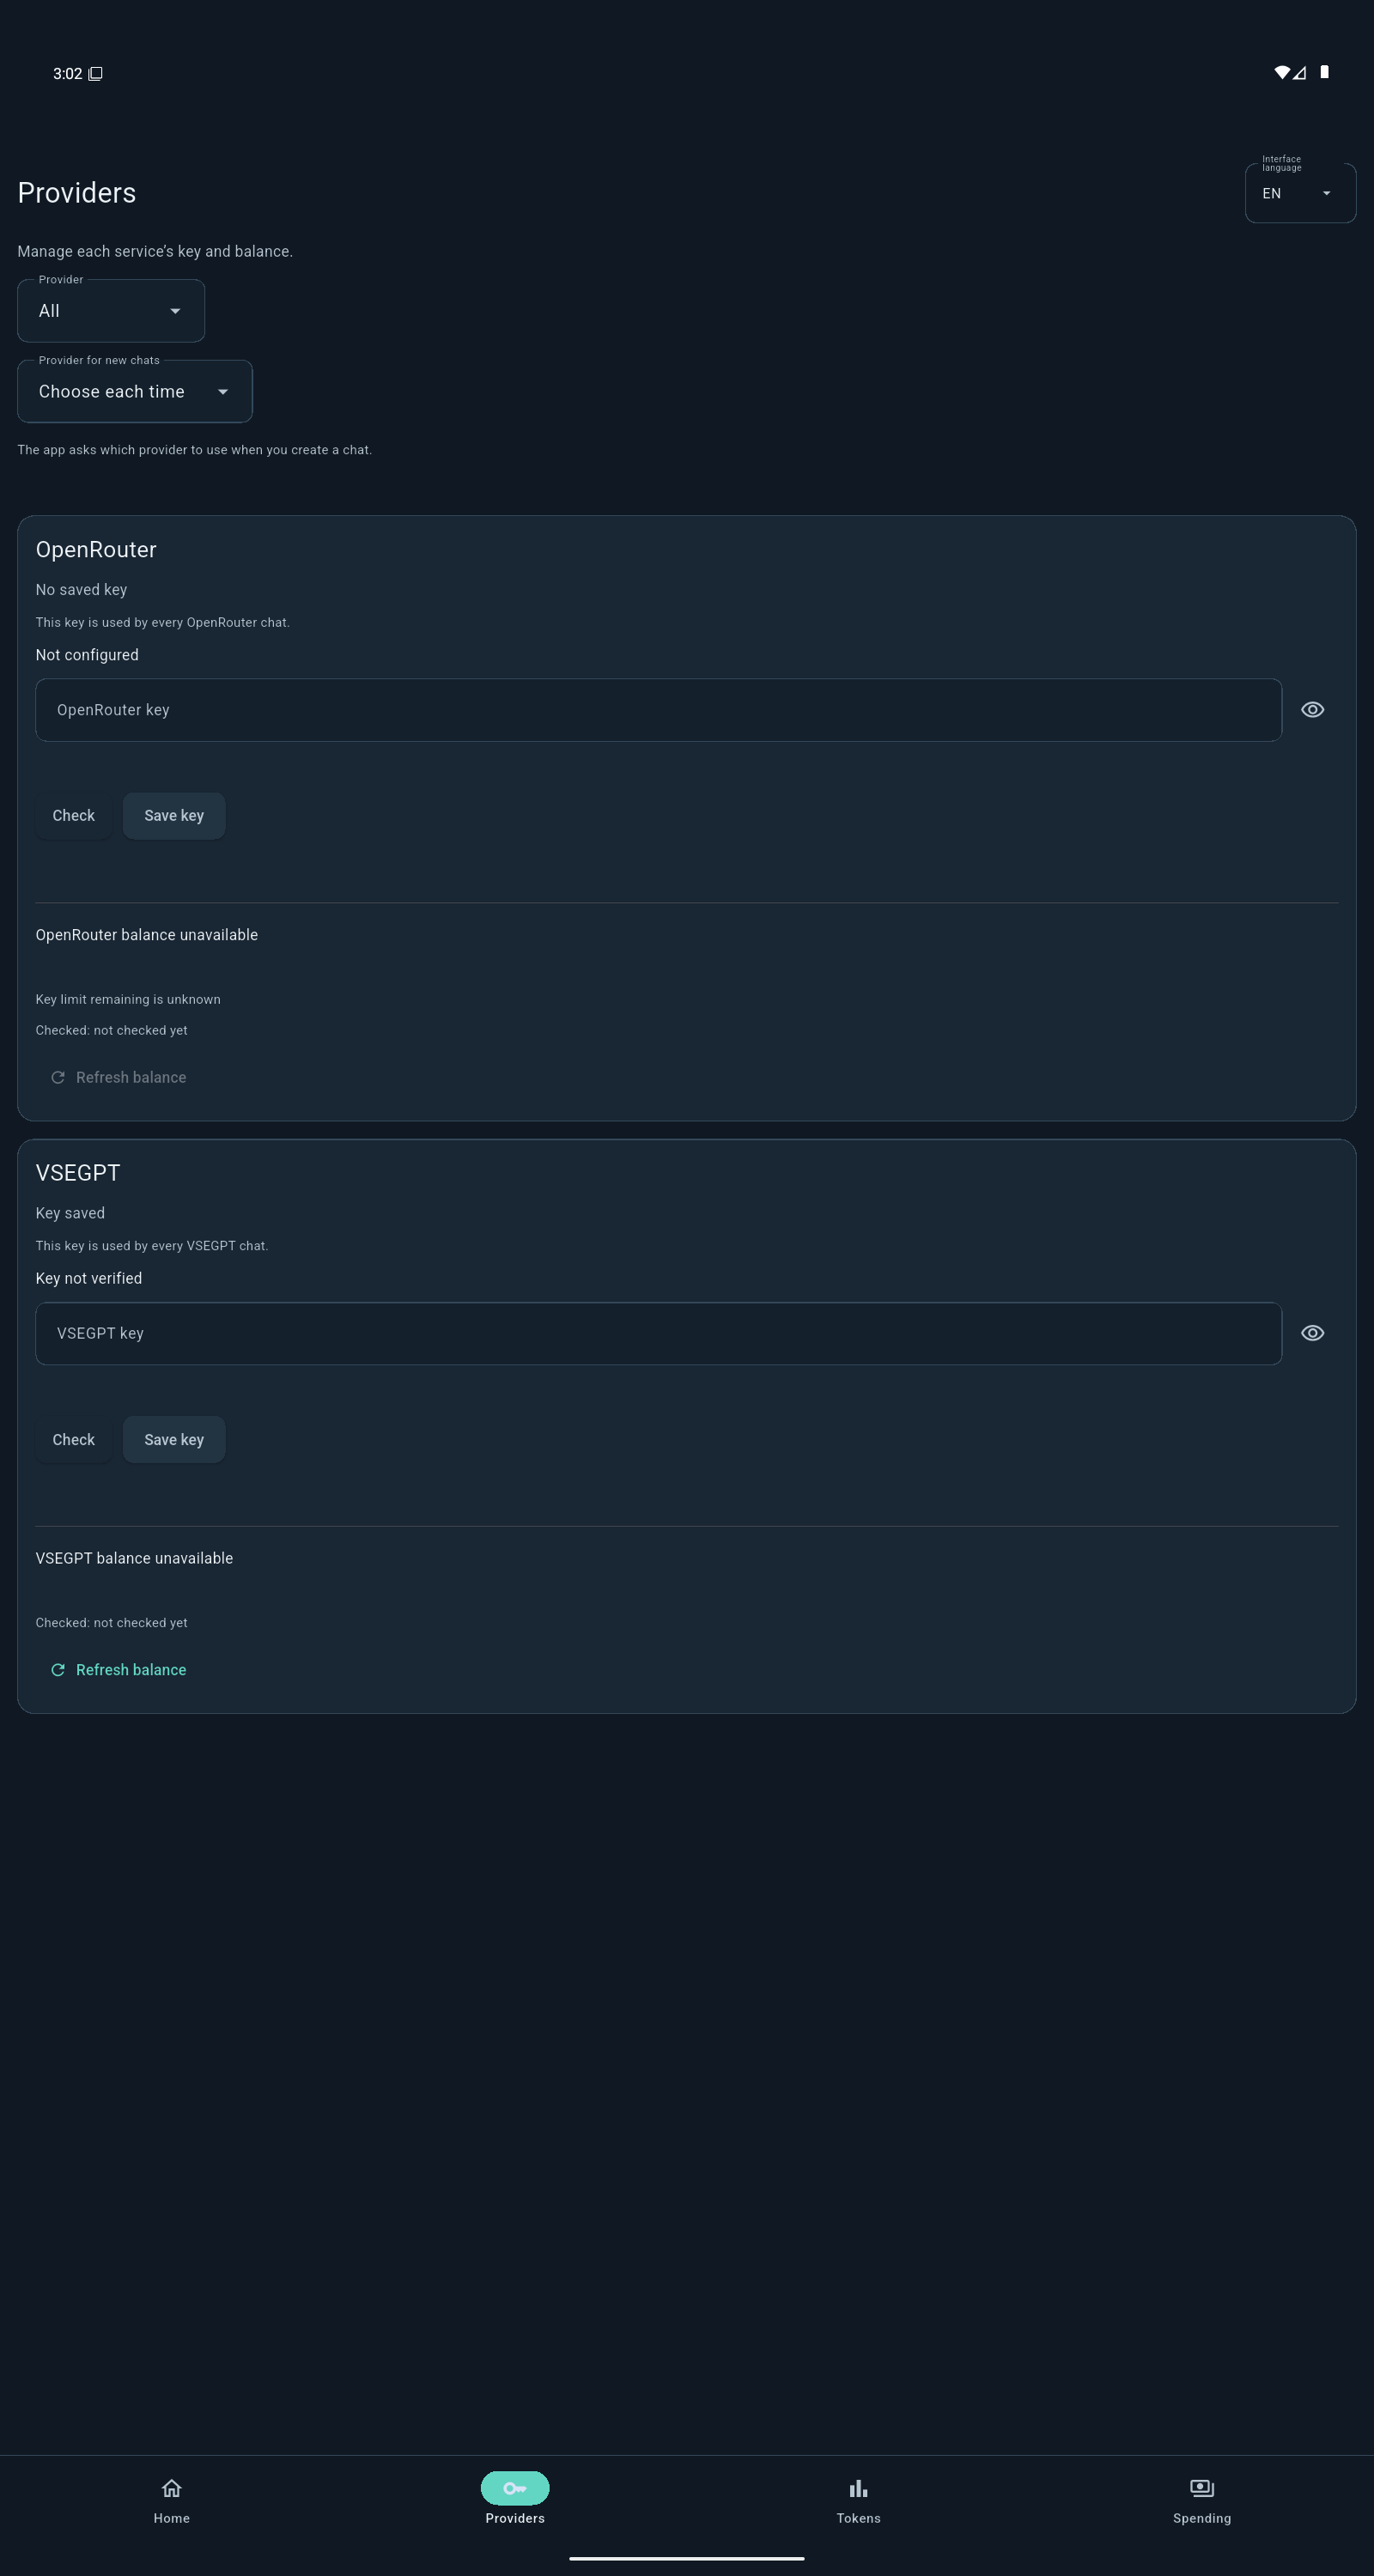 3:02
Interface
language
Providers
EN
Manage each service’s key and balance.
Provider
All
Provider for new chats
Choose each time
The app asks which provider to use when you create a chat.
OpenRouter
No saved key
This key is used by every OpenRouter chat.
Not configured
OpenRouter key
Check
Save key
OpenRouter balance unavailable
Key limit remaining is unknown
Checked: not checked yet
Refresh balance
VSEGPT
Key saved
This key is used by every VSEGPT chat.
Key not verified
VSEGPT key
Check
Save key
VSEGPT balance unavailable
Checked: not checked yet
Refresh balance
Home
Providers
Tokens
Spending